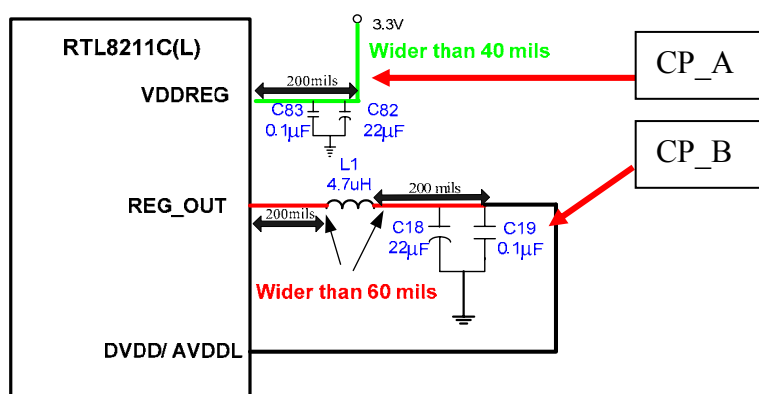 3.3V
RTL8211C(L)
Wider than 40 mils
CP_A
200mils
VDDREG
C83
0.1µF
C82
22µF
CP_B
L1
4.7uH
200 mils
REG_OUT
200mils
C18
22µF
C19
0.1µF
Wider than 60 mils
DVDD/ AVDDL